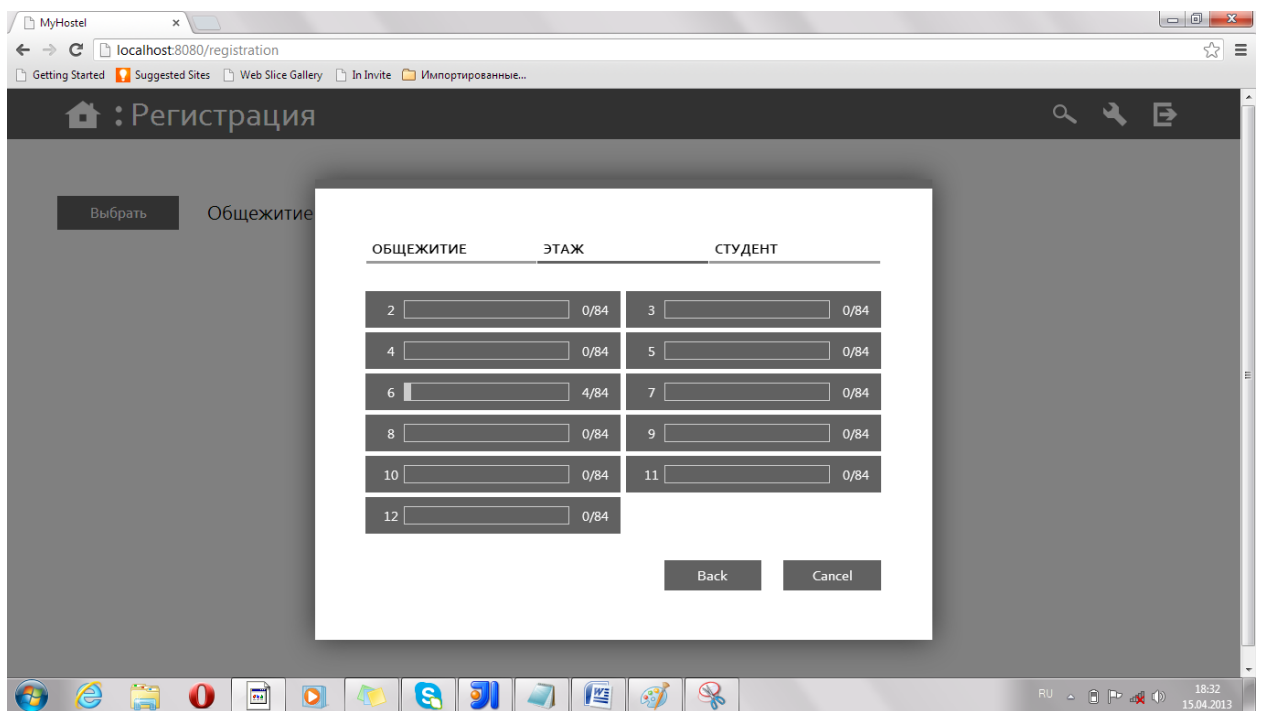 MyHostel
localhost:8080/registration
Getting Started Suggested Sites Web Slice Gallery In Invite Импортированные...
: Регистрация
Выбрать Общежитие
ОБЩЕЖИТИЕ ЭТАЖ СТУДЕНТ
2 0/84 3 0/84
4 0/84 5 0/84
6 4/84 7 0/84
8 0/84 9 0/84
10 0/84 11 0/84
12 0/84
Back Cancel
RU 18:32
15.04.2013